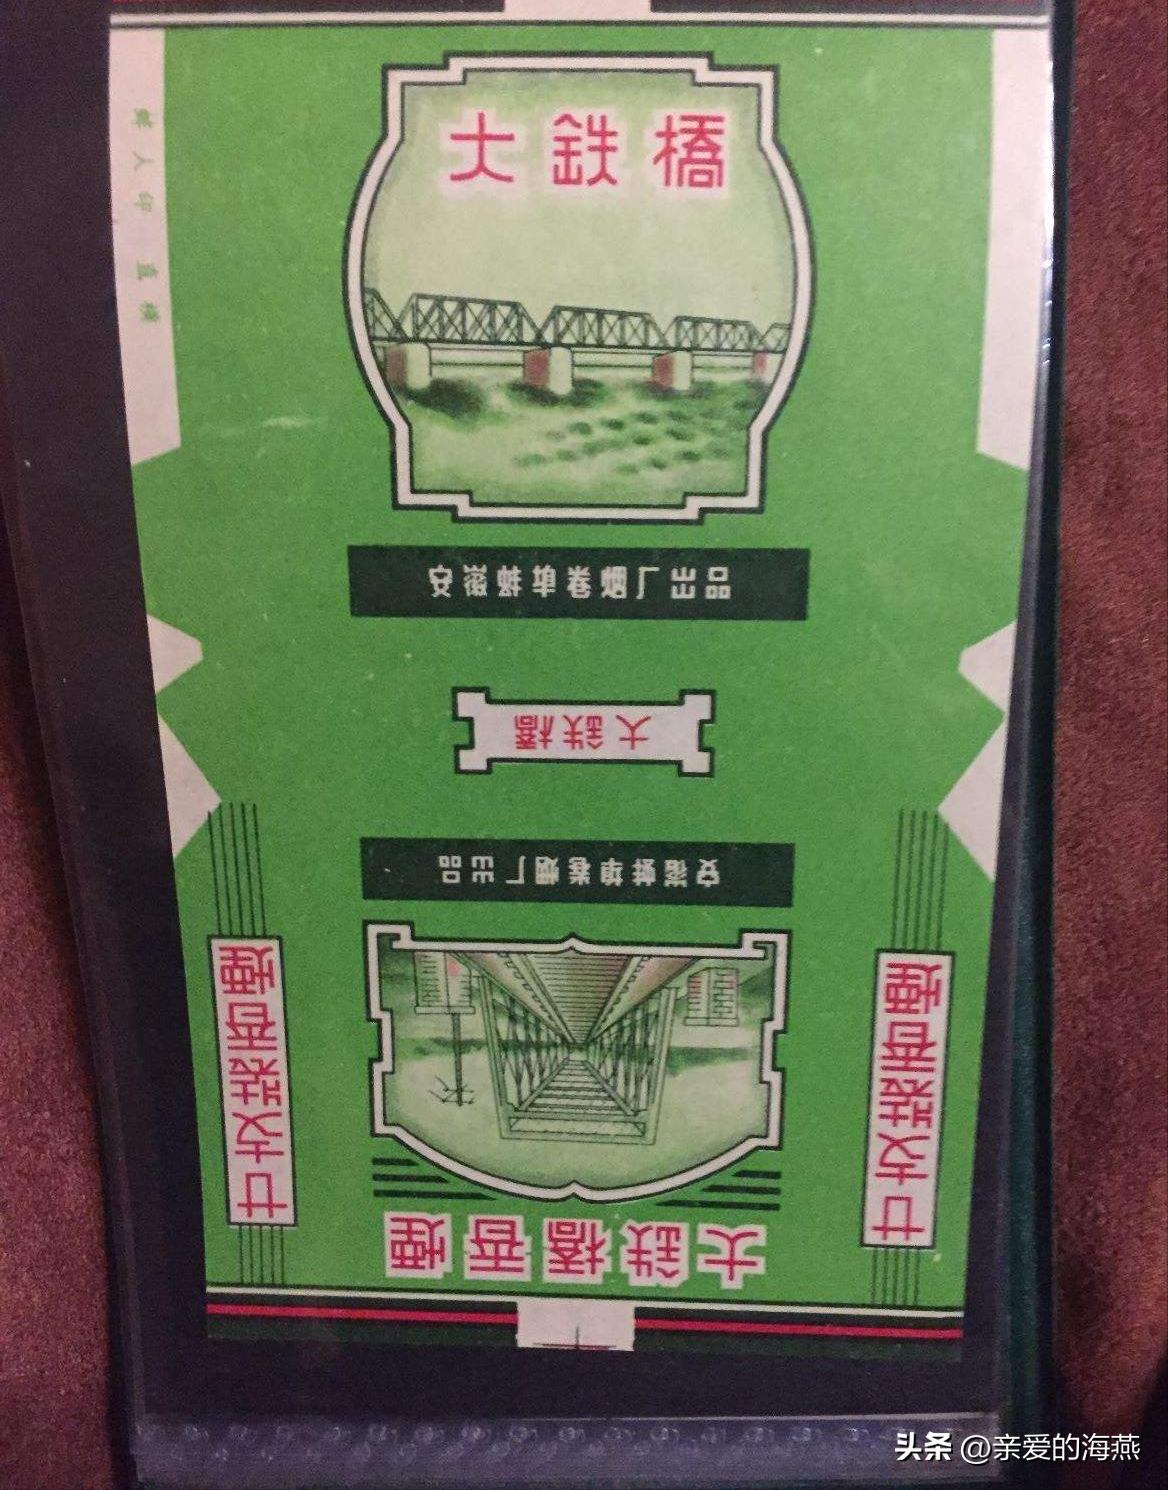 大鉄橋
安徽蚌埠卷烟厂出品
大鉄橋
安徽蚌埠卷烟厂出品
廿支裝香煙
廿支裝香煙
大鉄橋香煙
头条 @亲爱的海燕